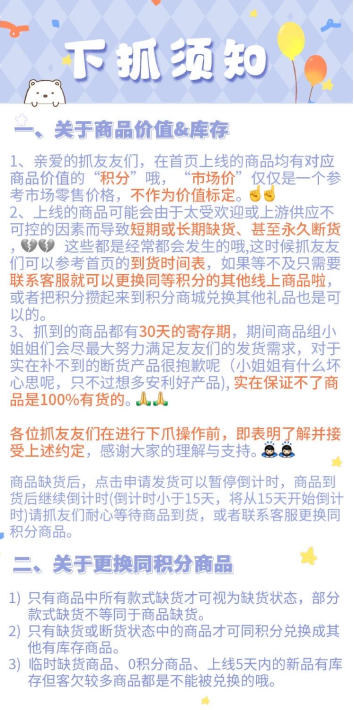 下抓须知
一、关于商品价值&库存
1、亲爱的抓友友们，在首页上线的商品均有对应
商品价值的“积分”哦，“市场价”仅仅是一个参
考市场零售价格，不作为价值标定。☝️☝️
2、上线的商品可能会由于太受欢迎或上游供应不
可控的因素而导致短期或长期缺货、甚至永久断货
，💔💔 这些都是经常都会发生的哦,这时候抓友友
们可以参考首页的到货时间表，如果等不及只需要
联系客服就可以更换同等积分的其他线上商品啦，
或者把积分攒起来到积分商城兑换其他礼品也是可
以的。
3、抓到的商品都有30天的寄存期，期间商品组小
姐姐们会尽最大努力满足友友们的发货需求，对于
实在补不到的断货产品很抱歉呢（小姐姐有什么坏
心思呢，只不过想多安利好产品),实在保证不了商
品是100%有货的。🙏🙏
各位抓友友们在进行下爪操作前，即表明了解并接
受上述约定，感谢大家的理解与支持。🙇🙇
商品缺货后，点击申请发货可以暂停倒计时，商品到
货后继续倒计时(倒计时小于15天，将从15天开始倒计
时)请抓友们耐心等待商品到货，或者联系客服更换同
积分商品。
二、关于更换同积分商品
1) 只有商品中所有款式缺货才可视为缺货状态，部分
款式缺货不等同于商品缺货。
2) 只有缺货或断货状态中的商品才可同积分兑换成其
他有库存商品。
3) 临时缺货商品、0积分商品、上线5天内的新品有库
存但客欠较多商品都是不能被兑换的哦。